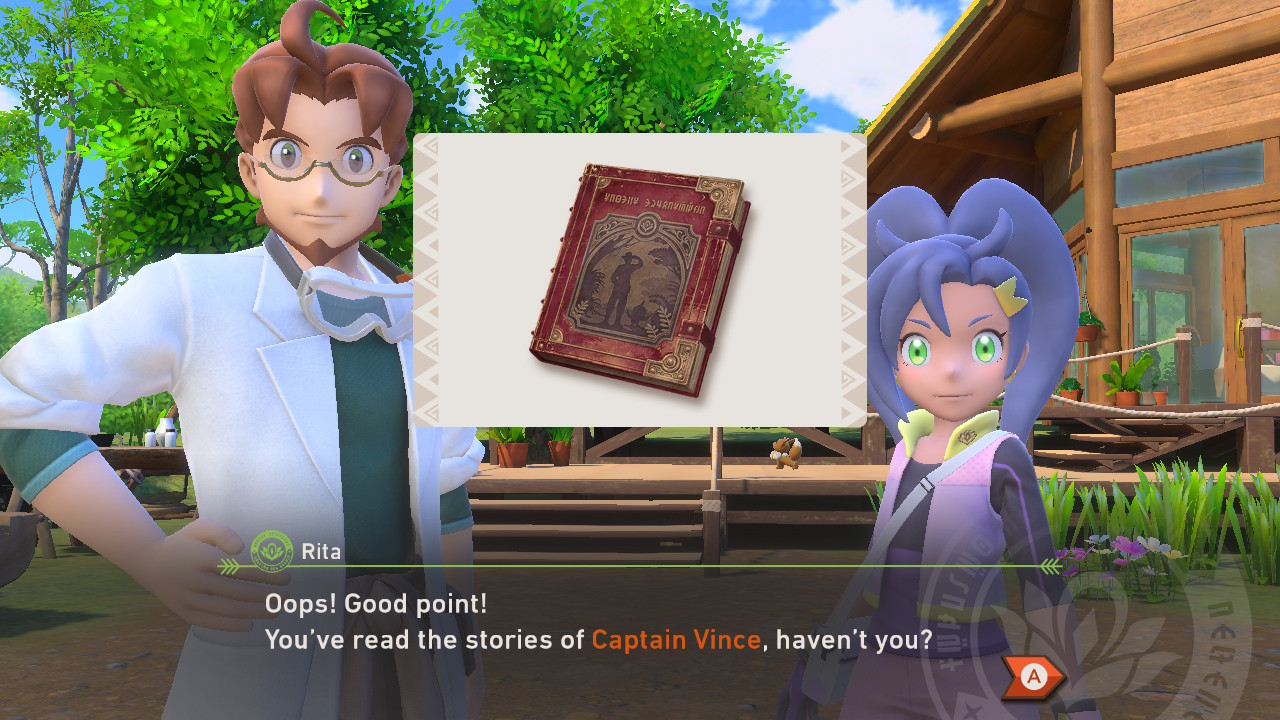 Rita
Oops! Good point!
You've read the stories of Captain Vince, haven't you?
A